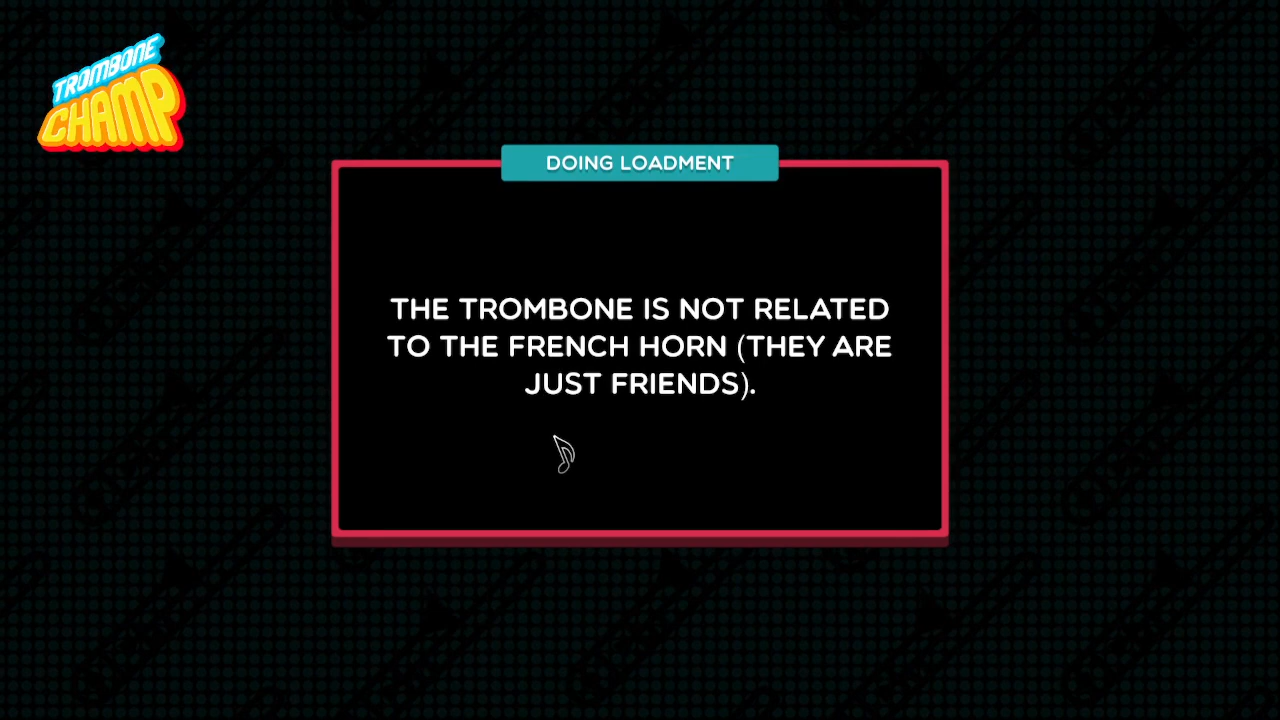 TROMBONE
CHAMP
DOING LOADMENT
THE TROMBONE IS NOT RELATED
TO THE FRENCH HORN (THEY ARE
JUST FRIENDS).